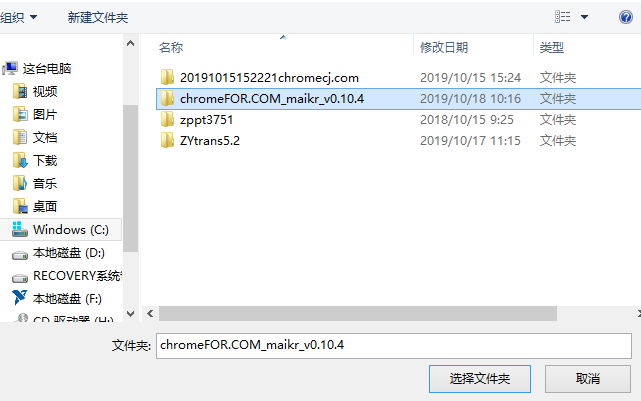 组织 新建文件夹
名称 修改日期 类型
这台电脑
视频
图片
文档
下载
音乐
桌面
Windows (C:)
本地磁盘 (D:)
RECOVERY系统
本地磁盘 (F:)
CD 驱动器 (H:)
20191015152221chromecj.com 2019/10/15 15:24 文件夹
chromeFOR.COM_maikr_v0.10.4 2019/10/18 10:16 文件夹
zppt3751 2018/10/15 9:25 文件夹
ZYtrans5.2 2019/10/17 11:15 文件夹
文件夹: chromeFOR.COM_maikr_v0.10.4
选择文件夹 取消